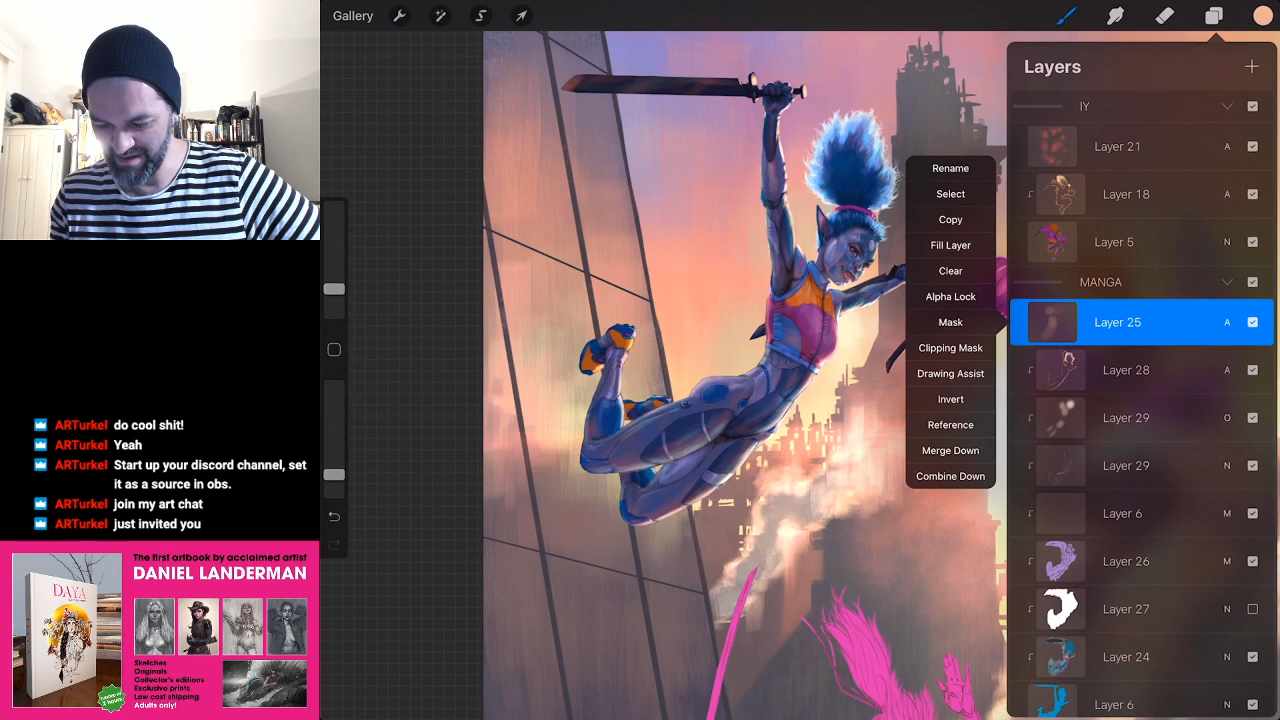 Gallery
Layers
IY
Layer 21 A
Layer 18 A
Layer 5 N
MANGA
Layer 25 A
Layer 28 A
Layer 29 O
Layer 29 N
Layer 6 M
Layer 26 M
Layer 27 N
Layer 24 N
Layer 6 N
Rename
Select
Copy
Fill Layer
Clear
Alpha Lock
Mask
Clipping Mask
Drawing Assist
Invert
Reference
Merge Down
Combine Down
ARTurkel do cool shit!
ARTurkel Yeah
ARTurkel Start up your discord channel, set
it as a source in obs.
ARTurkel join my art chat
ARTurkel just invited you
The first artbook by acclaimed artist
DANIEL LANDERMAN
DAYA
Sketches
Originals
Collector's editions
Exclusive prints
Low cost shipping
Adults only!